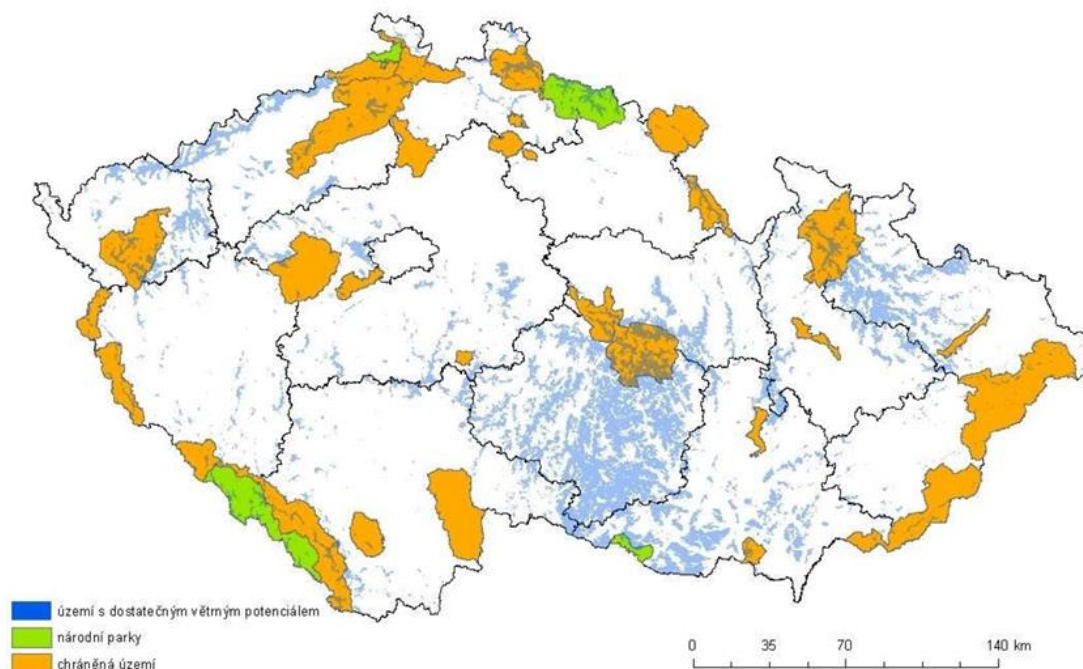 území s dostatečným větrným potenciálem
národní parky
chráněná území
0 35 70 140 km